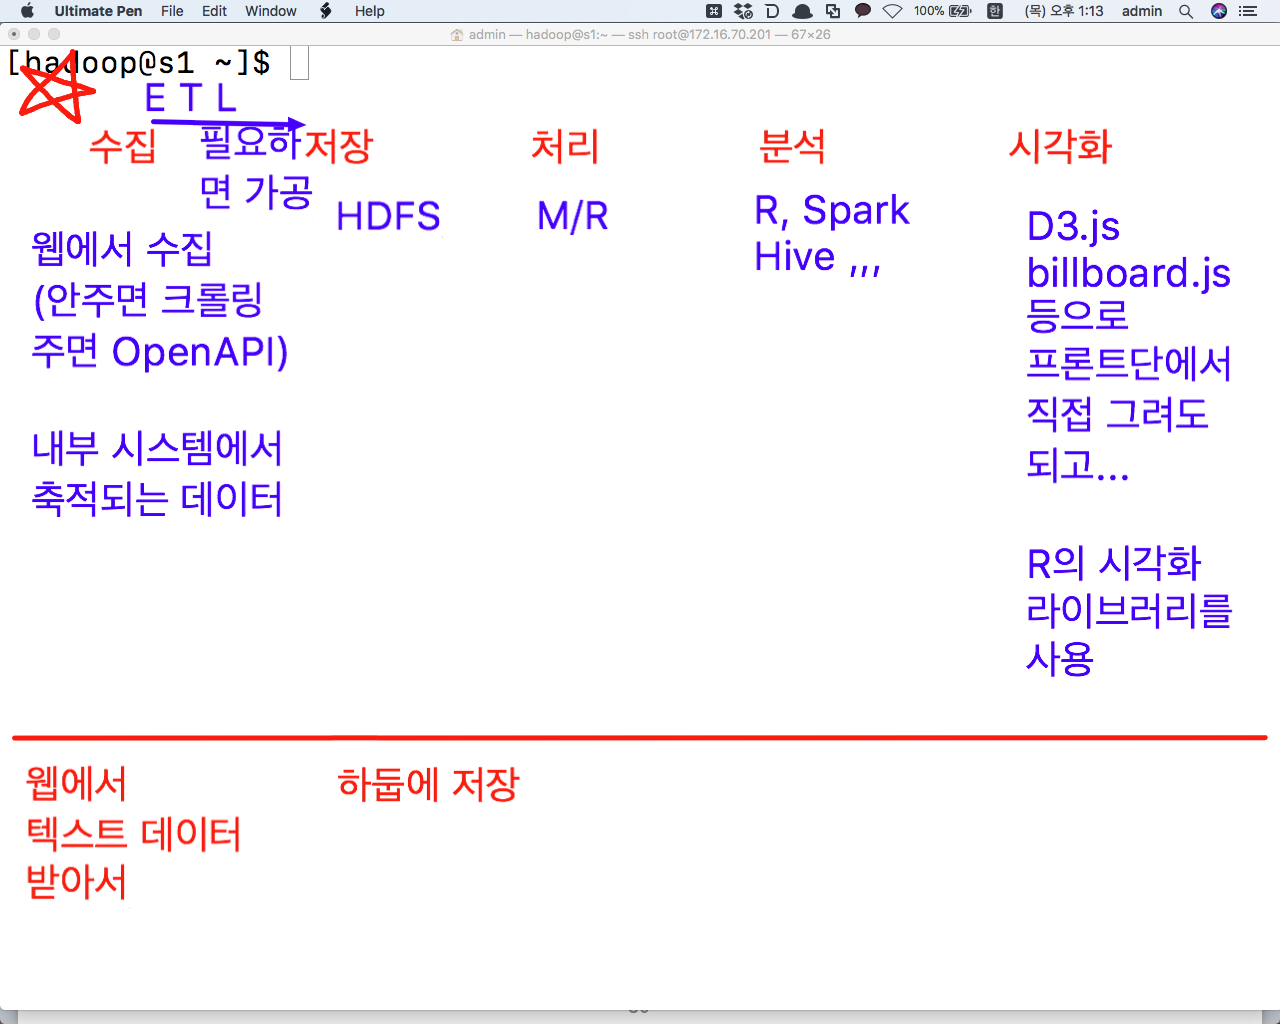 Ultimate Pen File Edit Window Help 100% 한 (목) 오후 1:13 admin
admin — hadoop@s1:~ — ssh root@172.16.70.201 — 67×26
[hadoop@s1 ~]$
E T L
수집 필요하 저장 처리 분석 시각화
면 가공
HDFS M/R R, Spark
Hive ,,,
D3.js
billboard.js
등으로
프론트단에서
직접 그려도
되고...
R의 시각화
라이브러리를
사용
웹에서 수집
(안주면 크롤링
주면 OpenAPI)
내부 시스템에서
축적되는 데이터
웹에서 하둡에 저장
텍스트 데이터
받아서